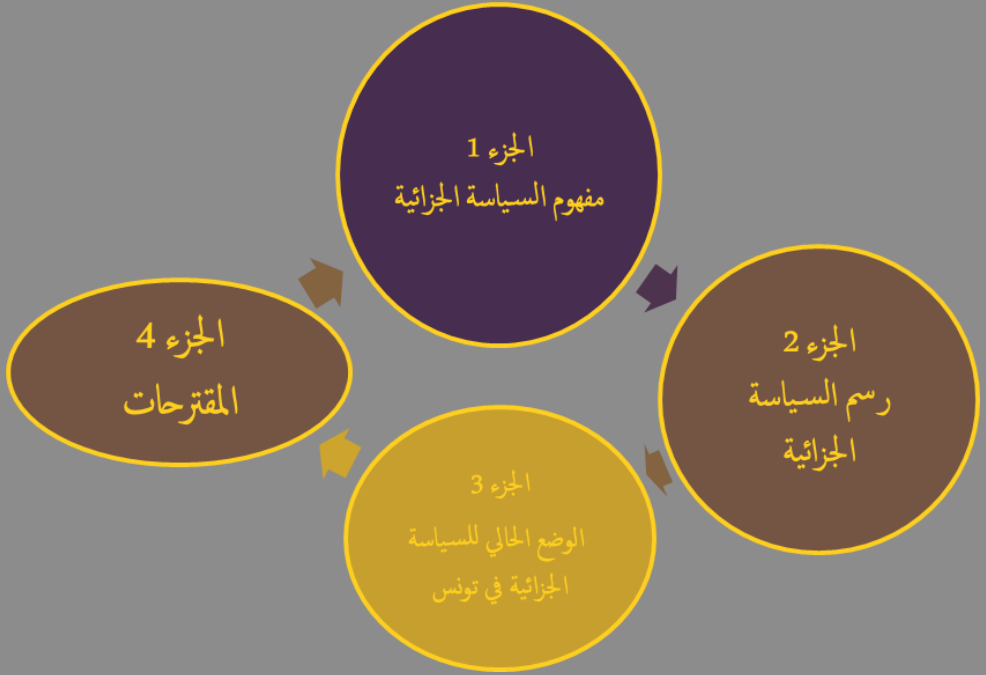 الجزء 1
مفهوم السياسة الجزائية
الجزء 2
رسم السياسة
الجزائية
الجزء 3
الوضع الحالي للسياسة
الجزائية في تونس
الجزء 4
المقترحات